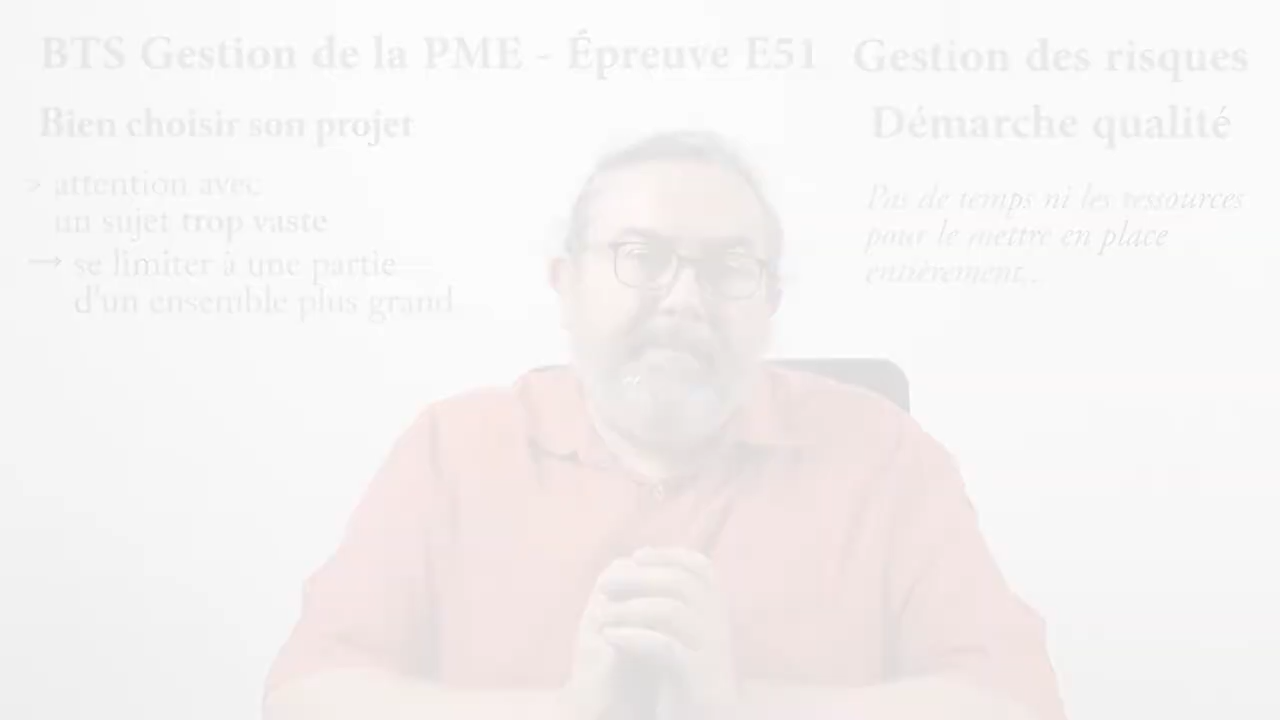 BTS Gestion de la PME - Épreuve E51
Bien choisir son projet
> attention avec
un sujet trop vaste
→ se limiter à une partie
d'un ensemble plus grand
Gestion des risques
Démarche qualité
Pas de temps ni les ressources
pour le mettre en place
entièrement...